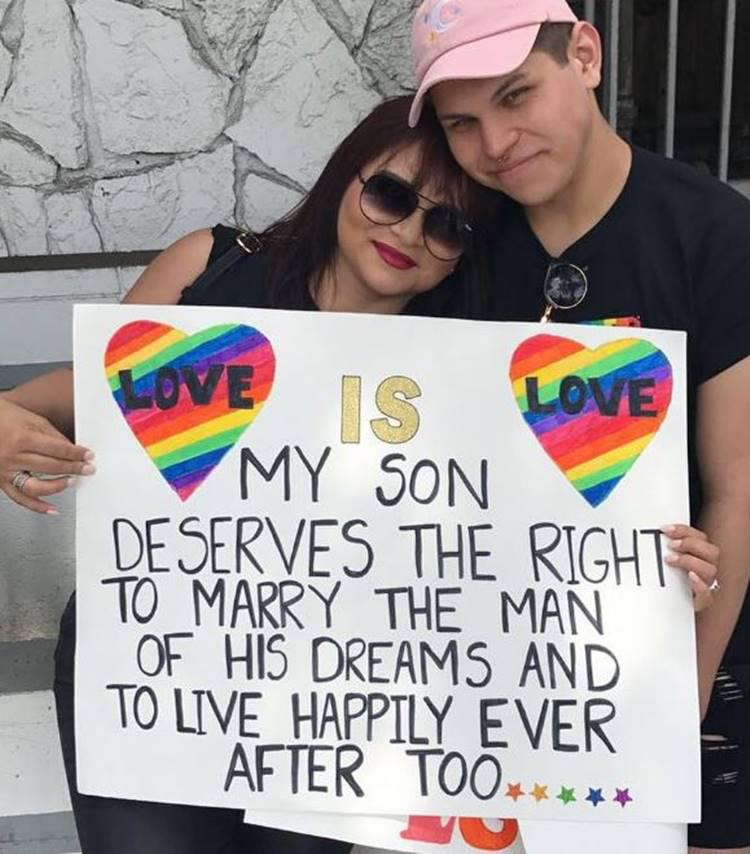 LOVE IS LOVE
MY SON
DESERVES THE RIGHT
TO MARRY THE MAN
OF HIS DREAMS AND
TO LIVE HAPPILY EVER
AFTER TOO